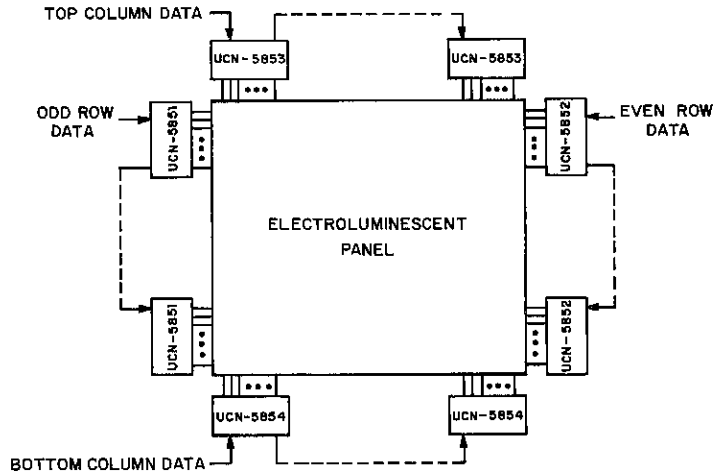 TOP COLUMN DATA
UCN-5853
UCN-5853
ODD ROW
DATA
UCN-5851
UCN-5852
EVEN ROW
DATA
ELECTROLUMINESCENT
PANEL
UCN-5851
UCN-5852
UCN-5854
UCN-5854
BOTTOM COLUMN DATA